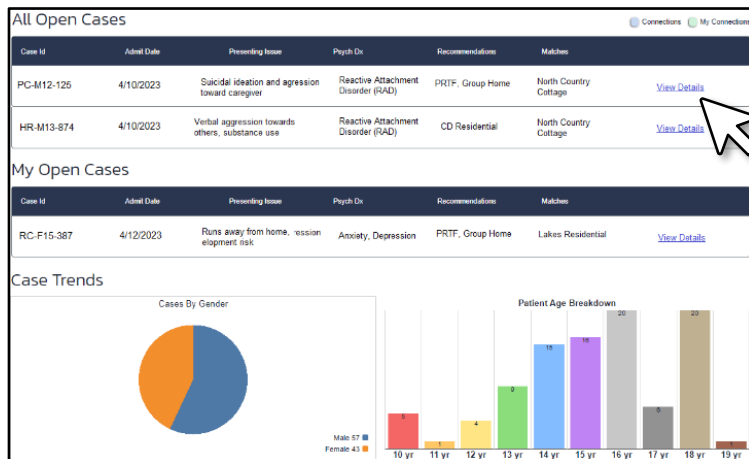 All Open Cases
Connections My Connections
Case Id Admit Date Presenting Issue Psych Dx Recommendations Matches
PC-M12-125 4/10/2023 Suicidal ideation and agression toward caregiver Reactive Attachment Disorder (RAD) PRTF, Group Home North Country Cottage View Details
HR-M13-874 4/10/2023 Verbal aggression towards others, substance use Reactive Attachment Disorder (RAD) CD Residential North Country Cottage View Details
My Open Cases
Case Id Admit Date Presenting Issue Psych Dx Recommendations Matches
RC-F15-387 4/12/2023 Runs away from home, ression elopment risk Anxiety, Depression PRTF, Group Home Lakes Residential View Details
Case Trends
Cases By Gender
Male 57
Female 43
Patient Age Breakdown
1 4 20 20 1
10 yr 11 yr 12 yr 13 yr 14 yr 15 yr 16 yr 17 yr 18 yr 19 yr